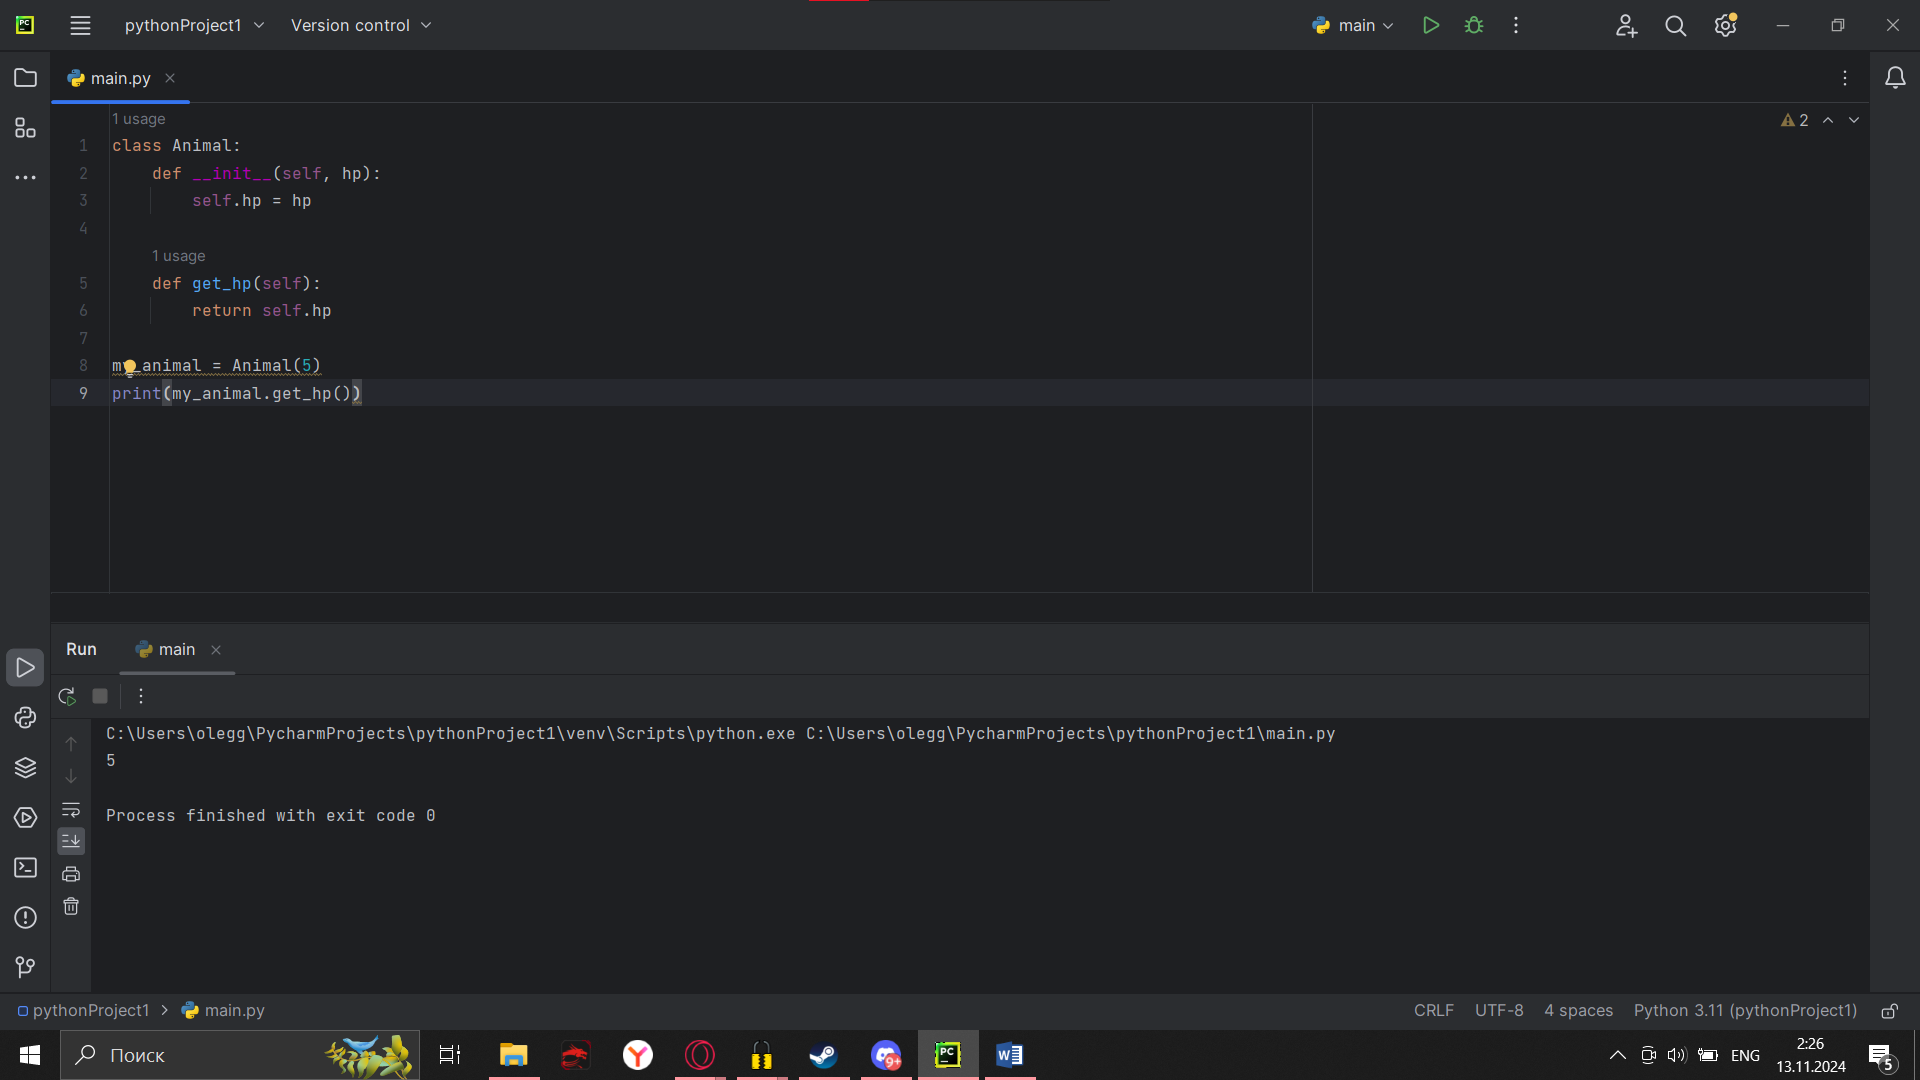 PC
pythonProject1
Version control
main
main.py
1 usage
2
1 class Animal:
2 def __init__(self, hp):
3 self.hp = hp
4
1 usage
5 def get_hp(self):
6 return self.hp
7
8 my_animal = Animal(5)
9 print(my_animal.get_hp())
Run
main
C:\Users\olegg\PycharmProjects\pythonProject1\venv\Scripts\python.exe C:\Users\olegg\PycharmProjects\pythonProject1\main.py
5
Process finished with exit code 0
pythonProject1 main.py CRLF UTF-8 4 spaces Python 3.11 (pythonProject1)
Поиск
9+
PC
W
ENG
2:26
13.11.2024
5